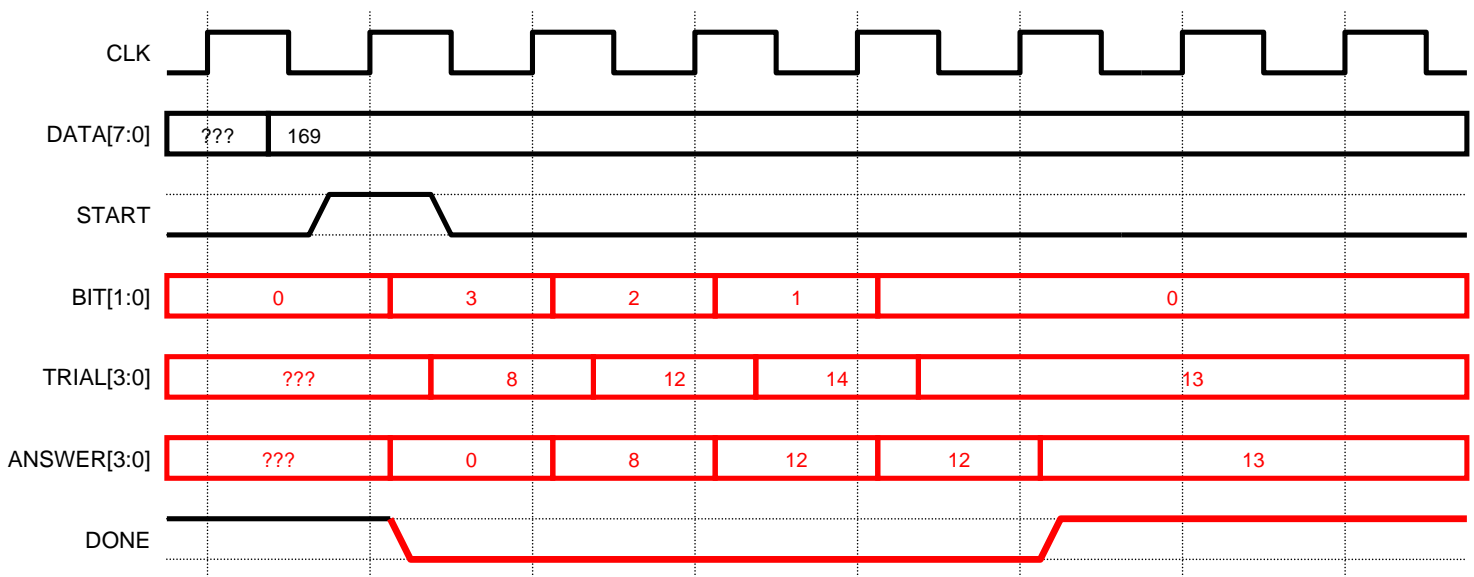 CLK
DATA[7:0] ??? 169
START
BIT[1:0] 0 3 2 1 0
TRIAL[3:0] ??? 8 12 14 13
ANSWER[3:0] ??? 0 8 12 12 13
DONE